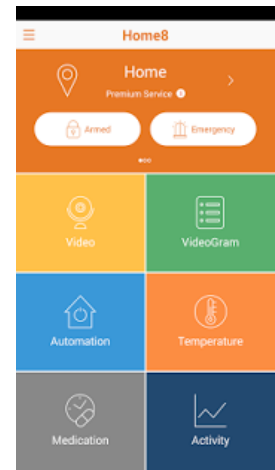 Home8
Home
Premium Service
Armed
Emergency
Video
VideoGram
Automation
Temperature
Medication
Activity